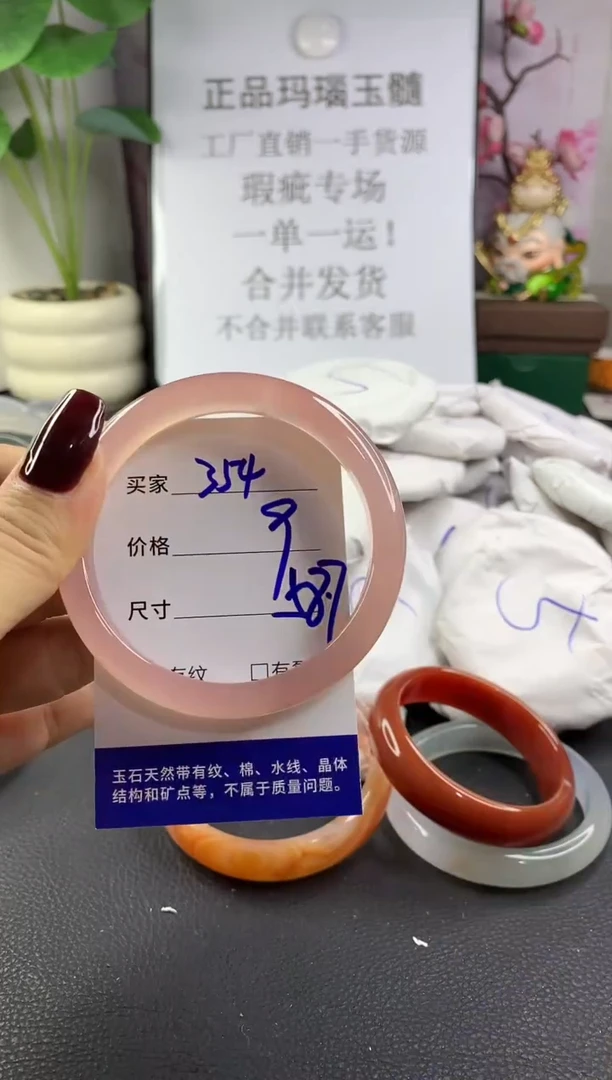 正品玛瑙玉髓
工厂直销一手货源
瑕疵专场
一单一运！
合并发货
不合并联系客服
买家 354
价格 9
尺寸 58.7
有纹 □有
玉石天然带有纹、棉、水线、晶体
结构和矿点等，不属于质量问题。